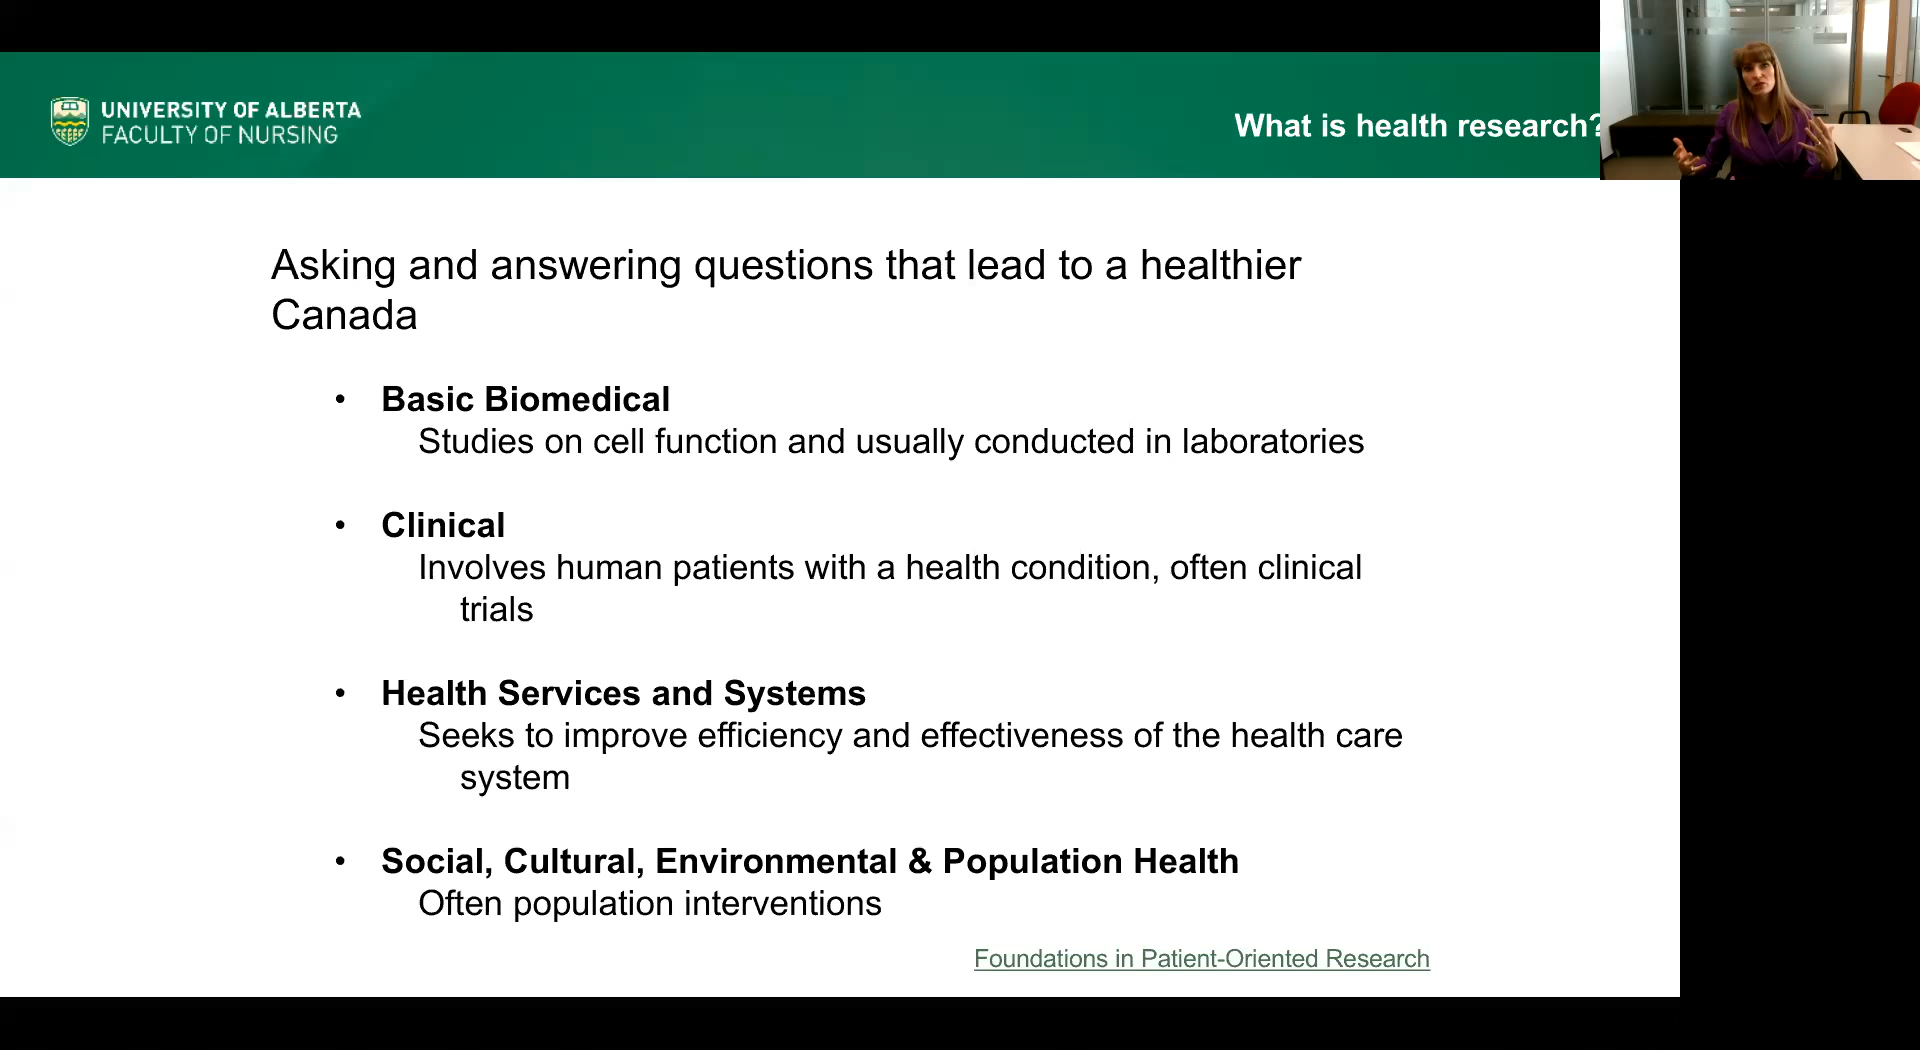 UNIVERSITY OF ALBERTA
FACULTY OF NURSING
What is health research?
Asking and answering questions that lead to a healthier
Canada
• Basic Biomedical
Studies on cell function and usually conducted in laboratories
• Clinical
Involves human patients with a health condition, often clinical
trials
• Health Services and Systems
Seeks to improve efficiency and effectiveness of the health care
system
• Social, Cultural, Environmental & Population Health
Often population interventions
Foundations in Patient-Oriented Research